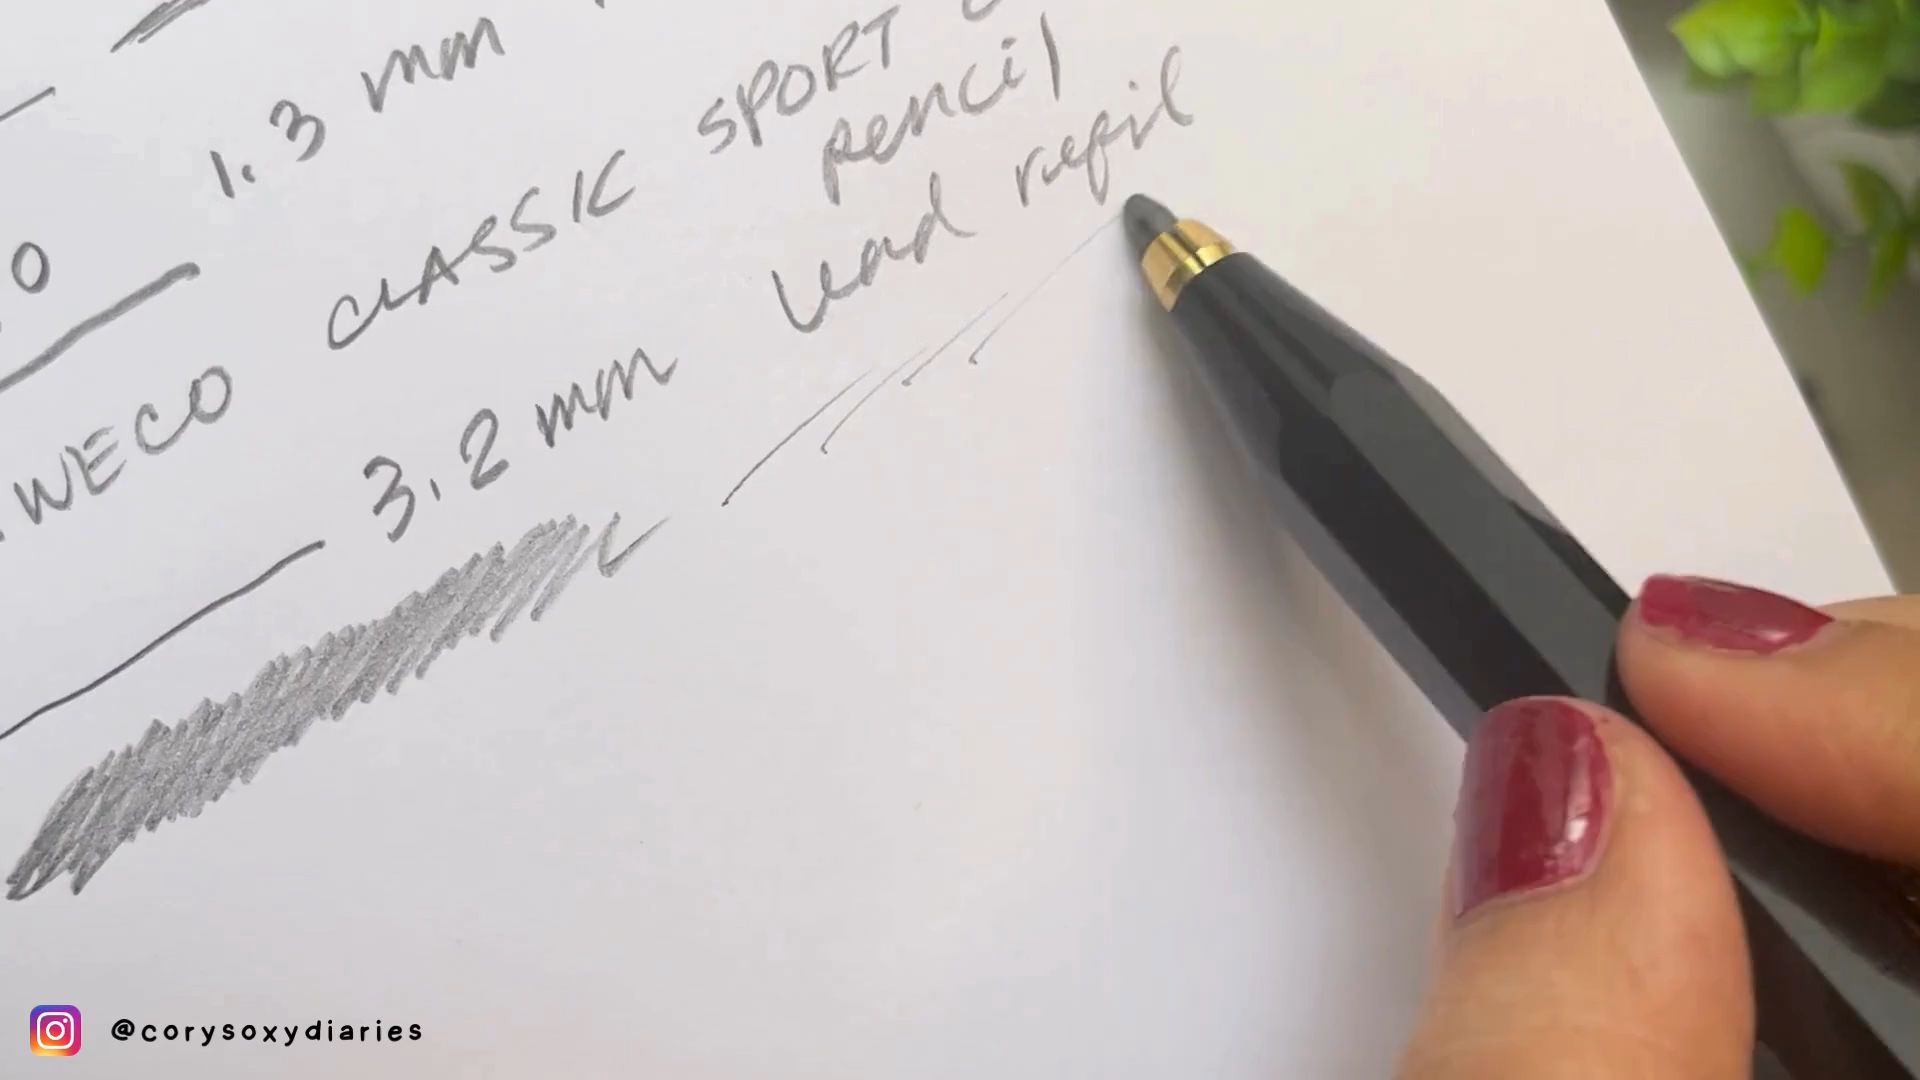 O
1.3 mm
WECO CLASSIC SPORT
pencil
3.2 mm lead refil
@corysoxydiaries